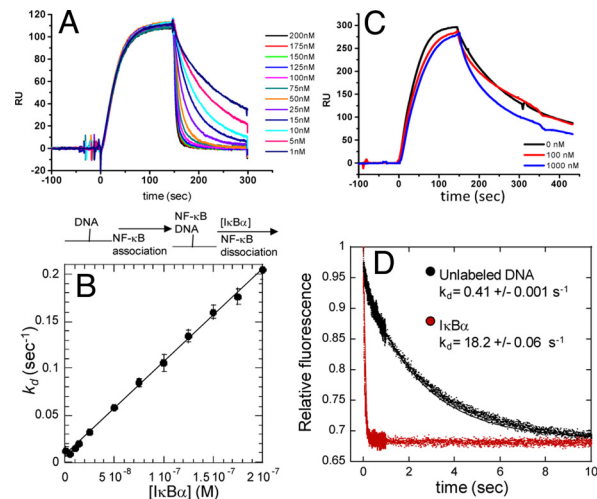 A
RU
120
100
80
60
40
20
0
-20
-100 0 100 200 300
time (sec)
200nM
175nM
150nM
125nM
100nM
75nM
50nM
25nM
15nM
10nM
5nM
1nM
C
RU
300
250
200
150
100
50
0
-100 0 100 200 300 400
time (sec)
0 nM
100 nM
1000 nM
DNA
NF-κB association
NF-κB
DNA
[IκBα]
NF-κB dissociation
B
kd (sec-1)
0.2
0.15
0.1
0.05
0
0 5 10-8 1 10-7 1.5 10-7 2 10-7
[IκBα] (M)
D
Relative fluorescence
1
0.95
0.9
0.85
0.8
0.75
0.7
0.65
0 2 4 6 8 10
time (sec)
Unlabeled DNA
kd= 0.41 +/- 0.001 s-1
IκBα
kd= 18.2 +/- 0.06 s-1